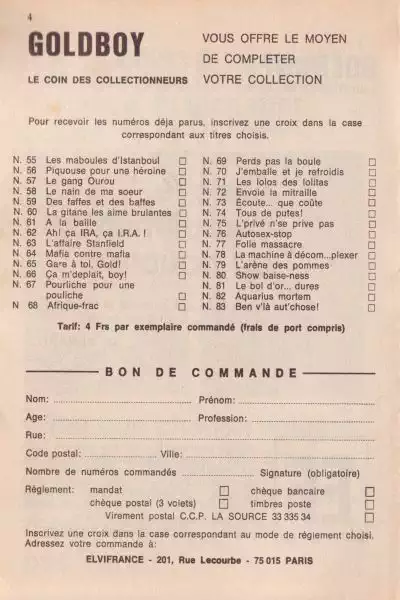 4
GOLDBOY
LE COIN DES COLLECTIONNEURS
VOUS OFFRE LE MOYEN
DE COMPLETER
VOTRE COLLECTION
Pour recevoir les numéros déja parus, inscrivez une croix dans la case
correspondant aux titres choisis.
N. 55 Les maboules d'Istanboul
N. 56 Piquouse pour une héroine
N. 57 Le gang Ourou
N. 58 Le nain de ma soeur
N. 59 Des faffes et des baffes
N. 60 La gitane les aime brulantes
N. 61 A la baille
N. 62 Ah! ça IRA, ça I.R.A. !
N. 63 L'affaire Stanfield
N. 64 Mafia contre mafia
N. 65 Gare à toi, Gold!
N. 66 Ça m'deplait, boy!
N. 67 Pourliche pour une
pouliche
N 68 Afrique-frac
N. 69 Perds pas la boule
N. 70 J'emballe et je refroidis
N. 71 Les lolos des lolitas
N. 72 Envoie la mitraille
N. 73 Écoute... que coûte
N. 74 Tous de putes!
N. 75 L'privé n'se prive pas
N. 76 Autosex-stop
N. 77 Folie massacre
N. 78 La machine à décom...plexer
N. 79 L'arène des pommes
N. 80 Show baise-ness
N. 81 Le bol d'or... dures
N. 82 Aquarius mortem
N. 83 Ben v'là aut'chose!
Tarif: 4 Frs par exemplaire commandé (frais de port compris)
BON DE COMMANDE
Nom: Prénom:
Age: Profession:
Rue:
Code postal: Ville:
Nombre de numéros commandés Signature (obligatoire)
Règlement: mandat chèque bancaire
chèque postal (3 volets) timbres poste
Virement postal C.C.P. LA SOURCE 33 335 34
Inscrivez une croix dans la case correspondant au mode de règlement choisi.
Adressez votre commande à:
ELVIFRANCE - 201, Rue Lecourbe - 75 015 PARIS